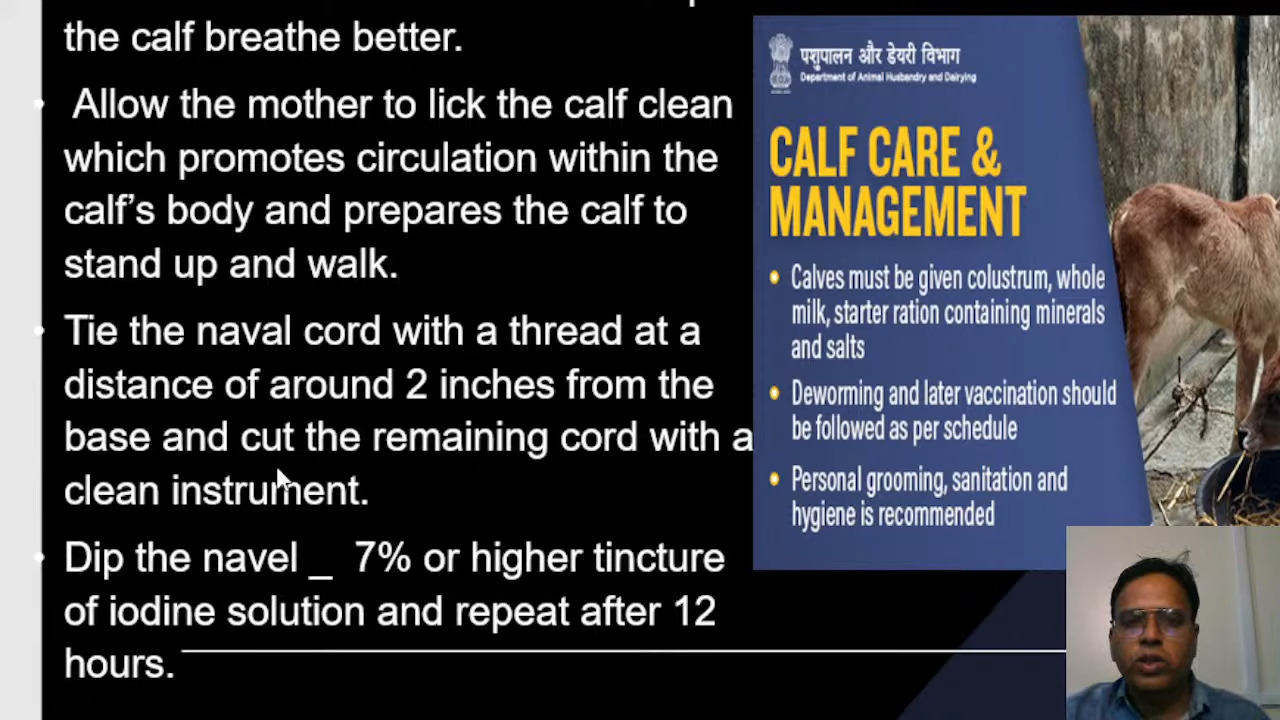 the calf breathe better.
• Allow the mother to lick the calf clean
which promotes circulation within the
calf’s body and prepares the calf to
stand up and walk.
• Tie the naval cord with a thread at a
distance of around 2 inches from the
base and cut the remaining cord with a
clean instrument.
• Dip the navel _ 7% or higher tincture
of iodine solution and repeat after 12
hours.
पशुपालन और डेयरी विभाग
Department of Animal Husbandry and Dairying
CALF CARE &
MANAGEMENT
• Calves must be given colustrum, whole
milk, starter ration containing minerals
and salts
• Deworming and later vaccination should
be followed as per schedule
• Personal grooming, sanitation and
hygiene is recommended